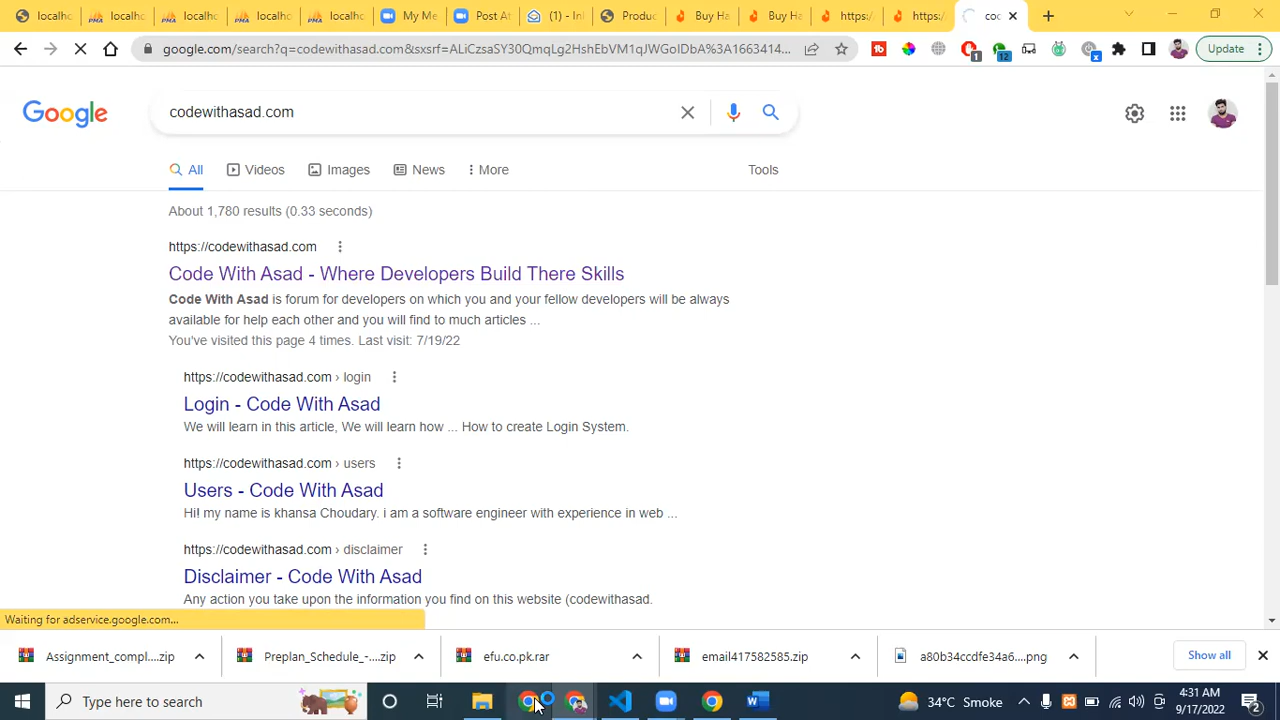 localho
localho
localho
localho
localho
My Me
Post At
(1) - In
Produc
Buy Ha
Buy Ha
https:/
https:/
coc
google.com/search?q=codewithasad.com&sxsrf=ALiCzsaSY30QmqLg2HshEbVM1qJWGoIDbA%3A1663414...
1
12
x
Update
Google
codewithasad.com
All
Videos
Images
News
More
Tools
About 1,780 results (0.33 seconds)
https://codewithasad.com
Code With Asad - Where Developers Build There Skills
Code With Asad is forum for developers on which you and your fellow developers will be always
available for help each other and you will find to much articles ...
You've visited this page 4 times. Last visit: 7/19/22
https://codewithasad.com › login
Login - Code With Asad
We will learn in this article, We will learn how ... How to create Login System.
https://codewithasad.com › users
Users - Code With Asad
Hi! my name is khansa Choudary. i am a software engineer with experience in web ...
https://codewithasad.com › disclaimer
Disclaimer - Code With Asad
Any action you take upon the information you find on this website (codewithasad.
Waiting for adservice.google.com...
Assignment_compl....zip
Preplan_Schedule_-....zip
efu.co.pk.rar
email417582585.zip
a80b34ccdfe34a6....png
Show all
Type here to search
34°C Smoke
4:31 AM
9/17/2022
2